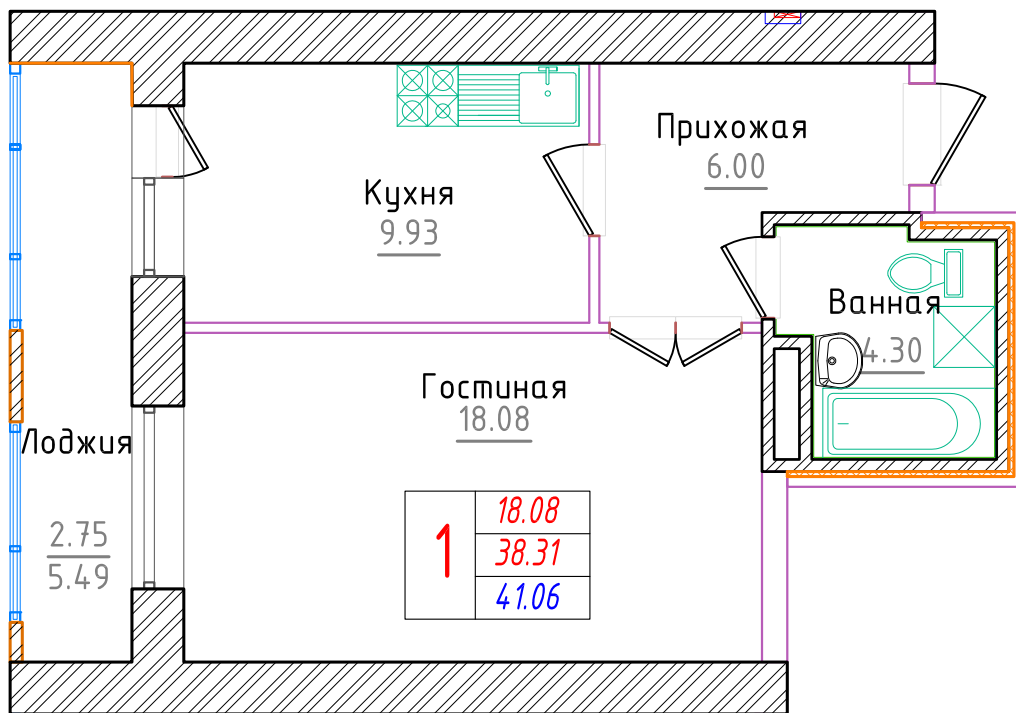 Прихожая
6.00
Кухня
9.93
Ванная
4.30
Гостиная
18.08
Лоджия
2.75
5.49
1
18.08
38.31
41.06